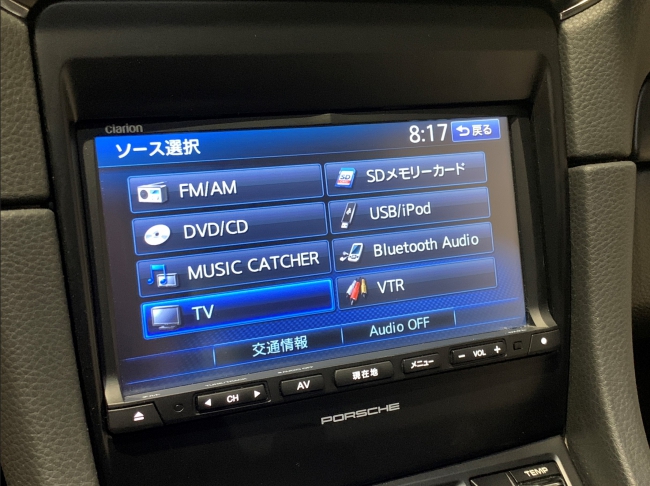 Clarion
ソース選択
8:17
戻る
FM/AM
SDメモリーカード
DVD/CD
USB/iPod
MUSIC CATCHER
Bluetooth Audio
TV
VTR
交通情報
Audio OFF
CH
AV
現在地
メニュー
− VOL +
PORSCHE
TEMP